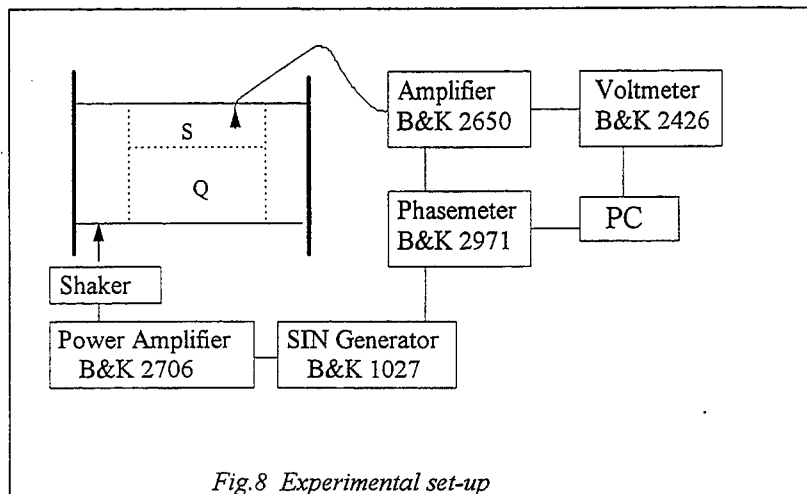 S
Q
Amplifier
B&K 2650
Voltmeter
B&K 2426
Phasemeter
B&K 2971
PC
Shaker
Power Amplifier
B&K 2706
SIN Generator
B&K 1027
Fig.8 Experimental set-up